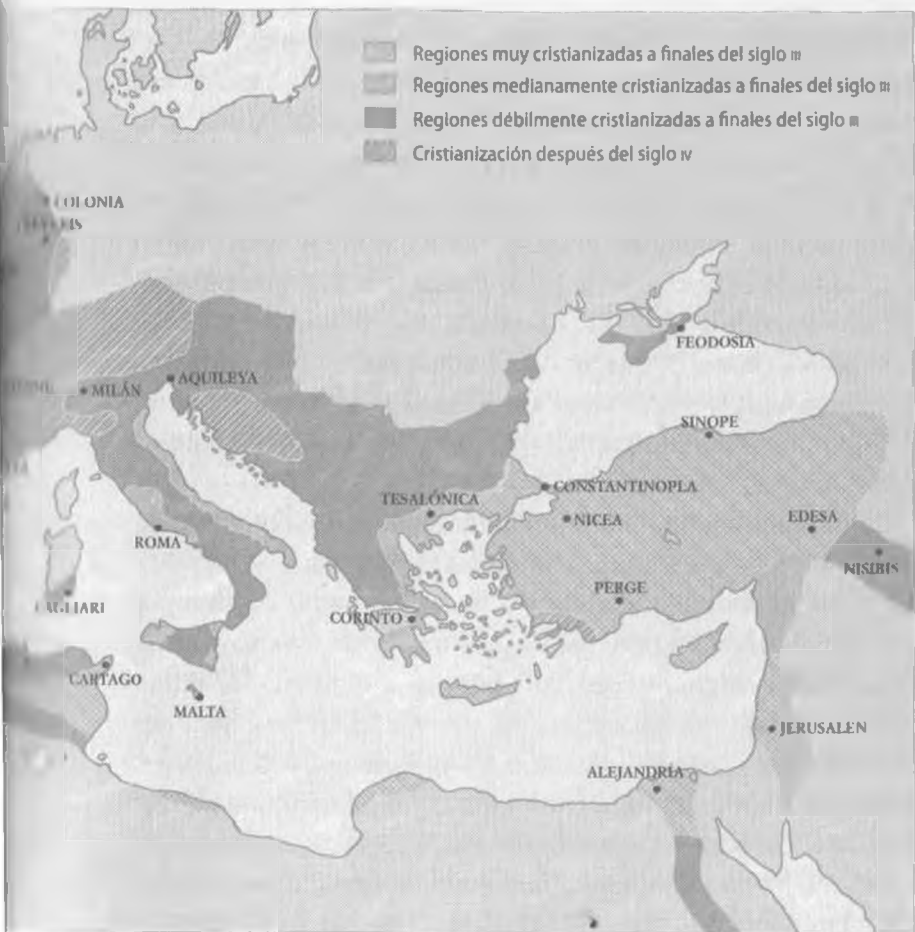 Regiones muy cristianizadas a finales del siglo III
Regiones medianamente cristianizadas a finales del siglo III
Regiones débilmente cristianizadas a finales del siglo III
Cristianización después del siglo IV
FEODOSIA
MILÁN
AQUILEYA
SINOPE
CONSTANTINOPLA
TESALÓNICA
NICEA
EDESA
ROMA
NISIBIS
PERGE
CORINTO
CARTAGO
MALTA
JERUSALEN
ALEJANDRÍA